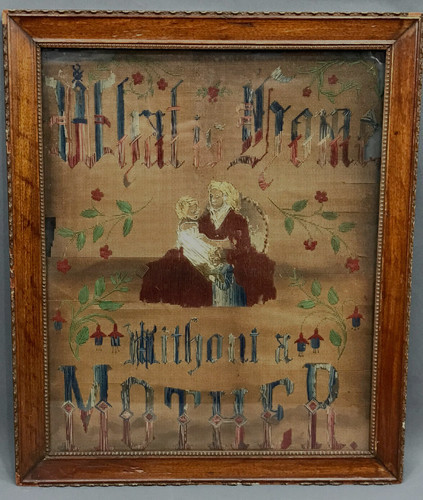 What is Home
Without a
MOTHER.